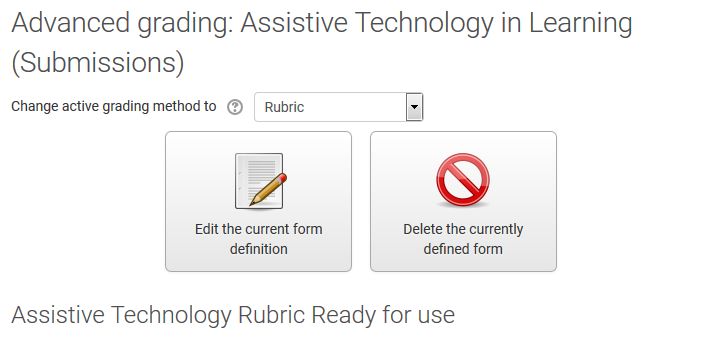 Advanced grading: Assistive Technology in Learning
(Submissions)
Change active grading method to ? Rubric
Edit the current form
definition
Delete the currently
defined form
Assistive Technology Rubric Ready for use